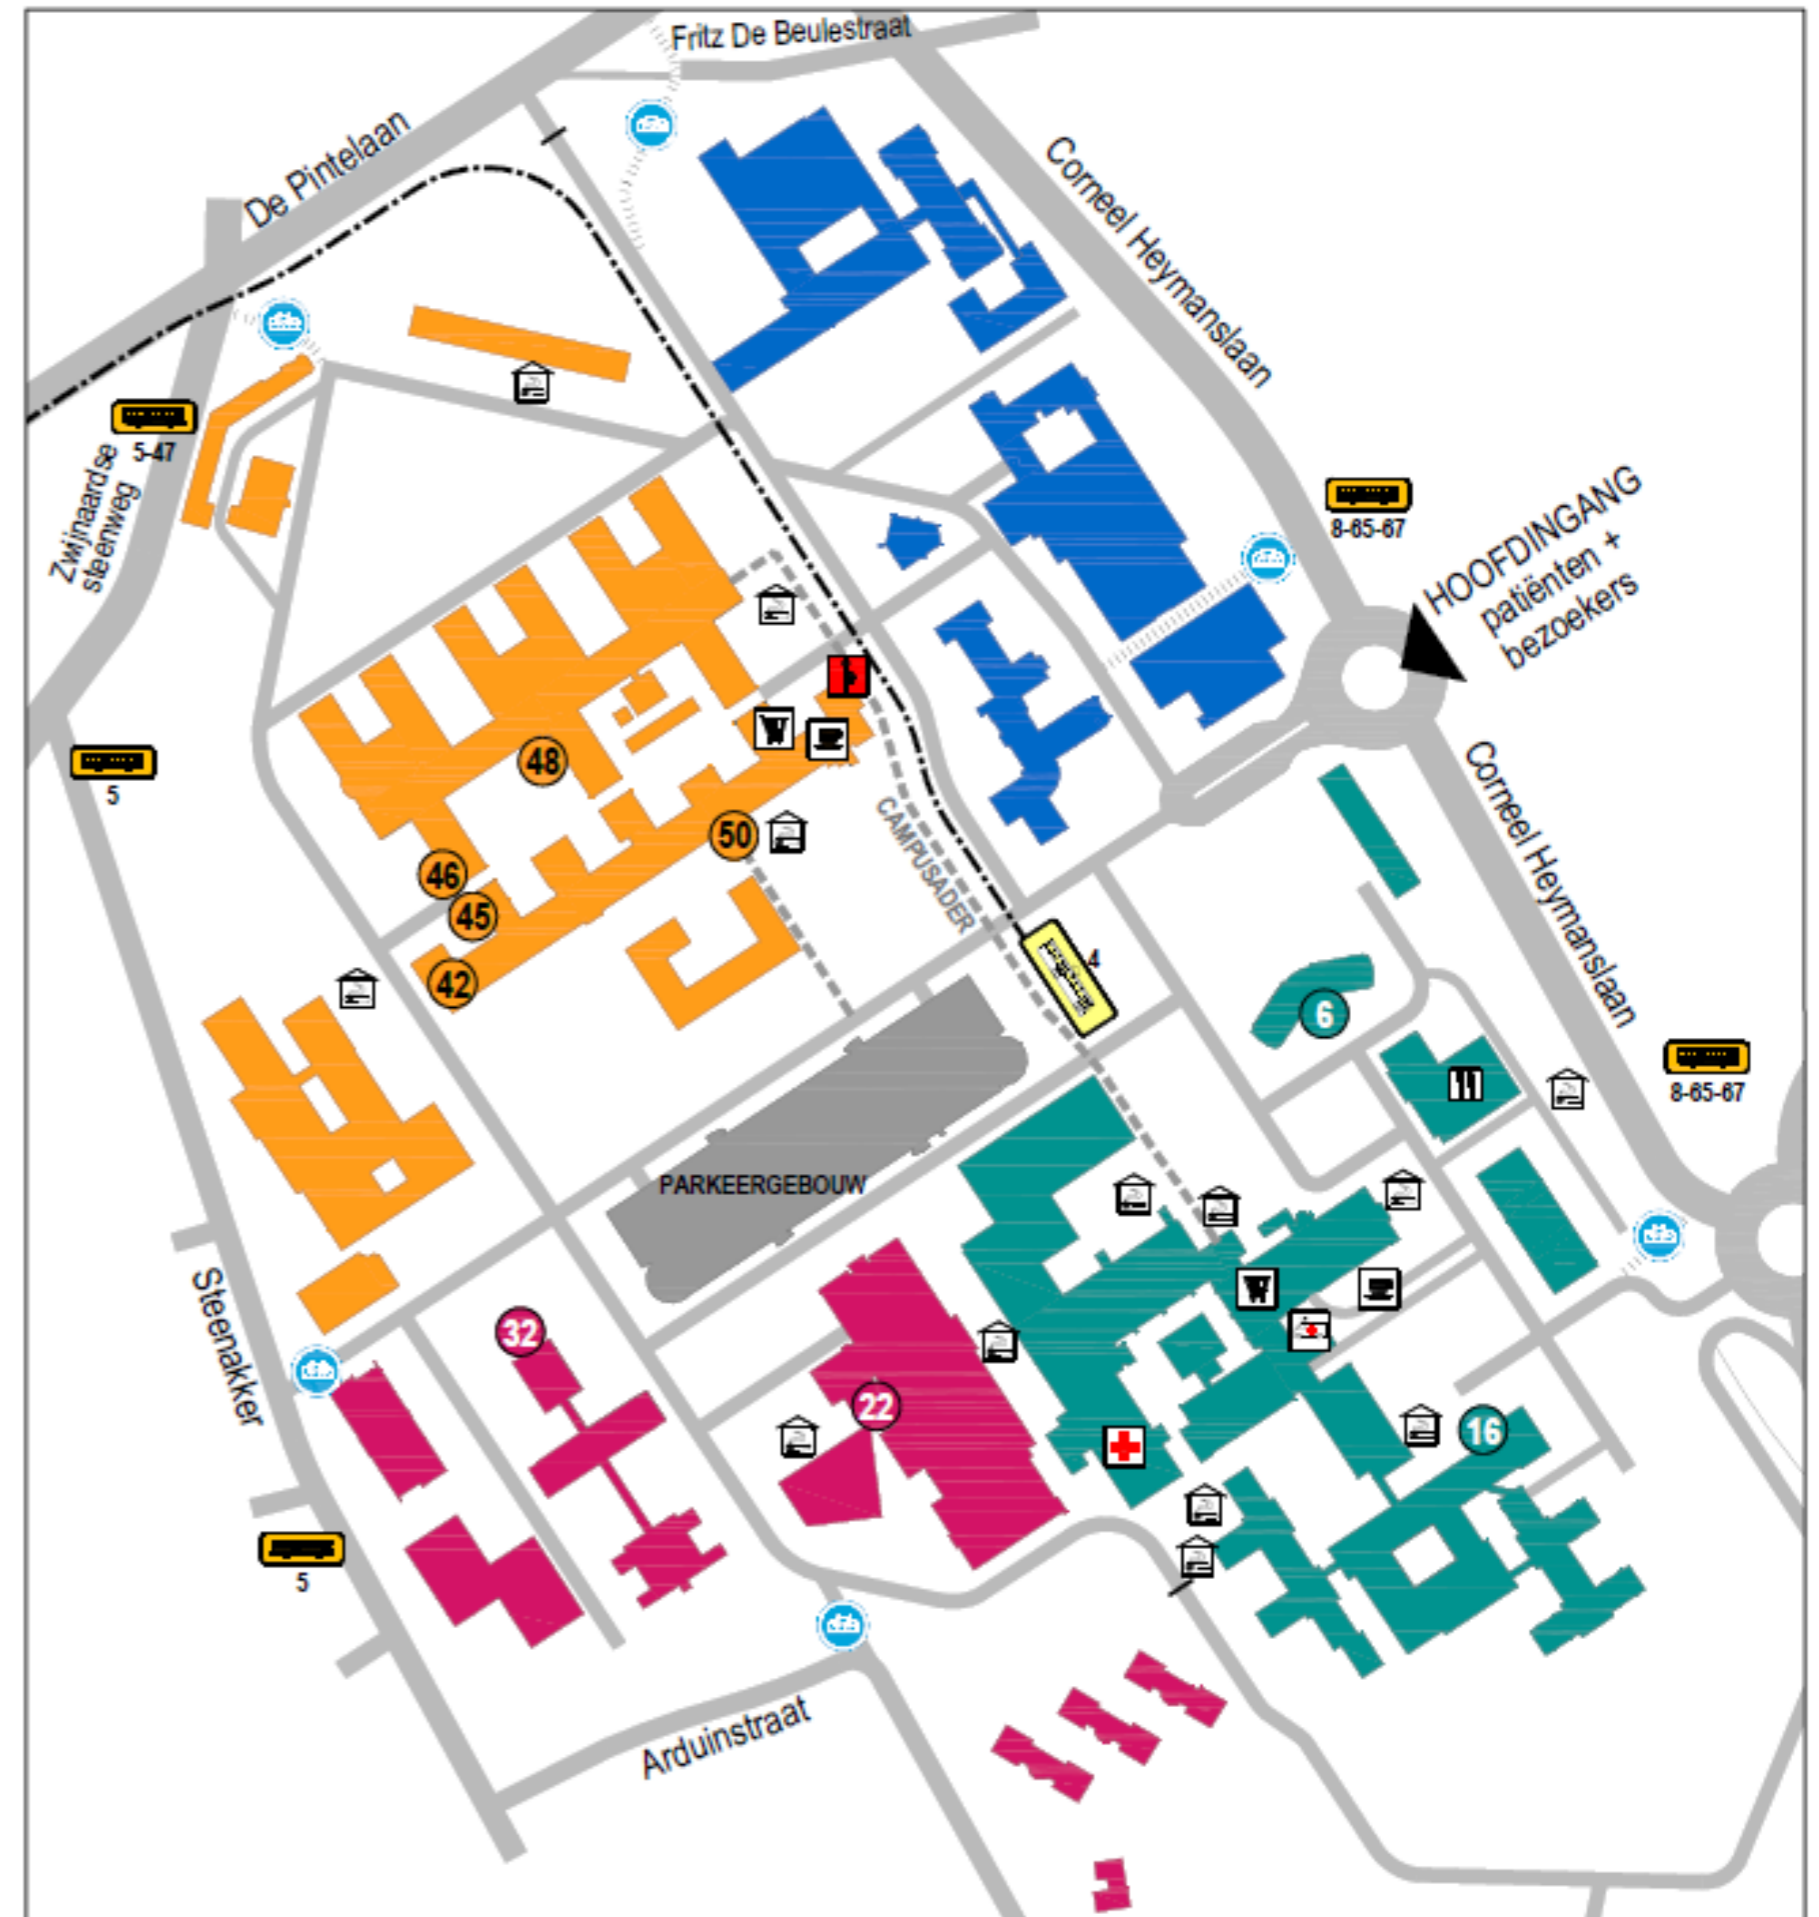 Fritz De Beulestraat
De Pintelaan
Corneel Heymanslaan
5-47
Zwijnaardse
steenweg
8-65-67
HOOFDINGANG
patiënten +
bezoekers
5
48
50
46
45
42
CAMPUSADER
4
Corneel Heymanslaan
6
8-65-67
PARKEERGEBOUW
32
22
16
Steenakker
5
Arduinstraat